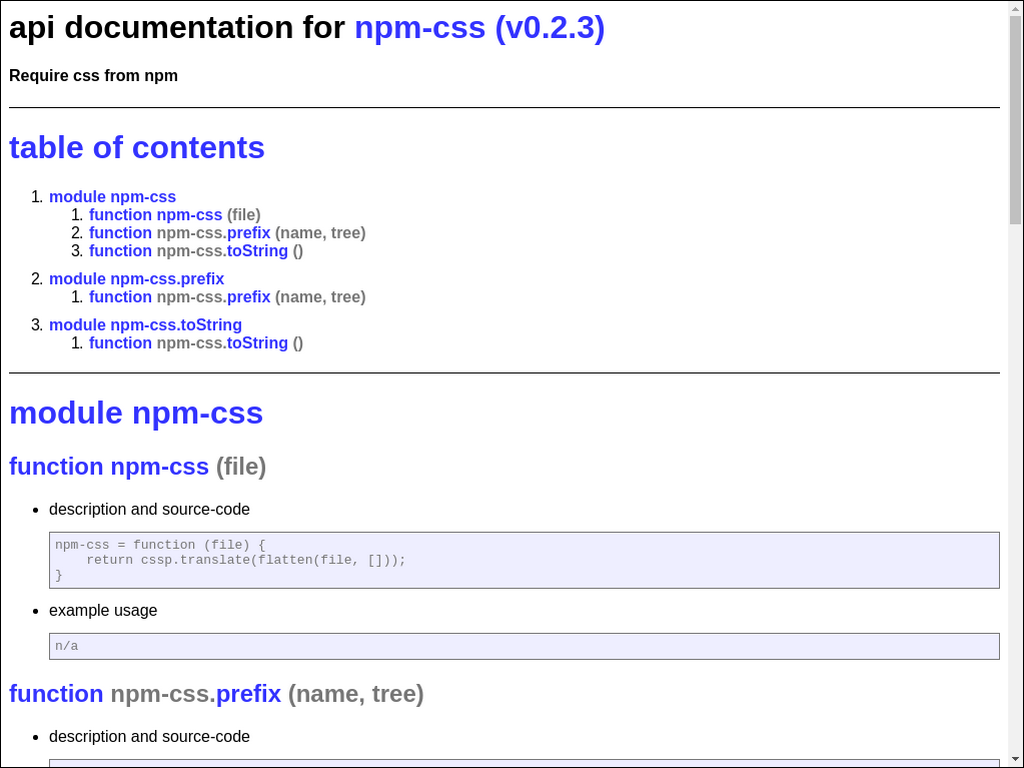 api documentation for npm-css (v0.2.3)
Require css from npm
table of contents
1. module npm-css
1. function npm-css (file)
2. function npm-css.prefix (name, tree)
3. function npm-css.toString ()
2. module npm-css.prefix
1. function npm-css.prefix (name, tree)
3. module npm-css.toString
1. function npm-css.toString ()
module npm-css
function npm-css (file)
• description and source-code
npm-css = function (file) {
    return cssp.translate(flatten(file, []));
}
• example usage
n/a
function npm-css.prefix (name, tree)
• description and source-code